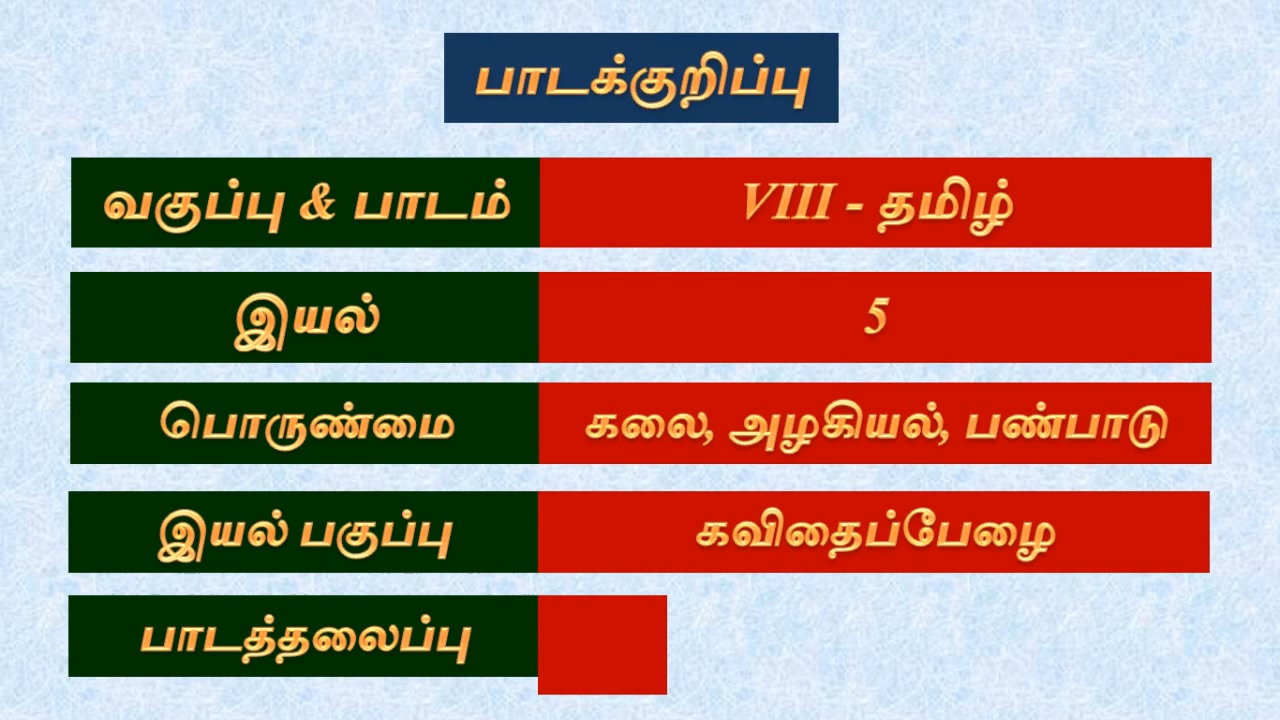 பாடக்குறிப்பு
வகுப்பு & பாடம் VIII - தமிழ்
இயல் 5
பொருண்மை கலை, அழகியல், பண்பாடு
இயல் பகுப்பு கவிதைப்பேழை
பாடத்தலைப்பு